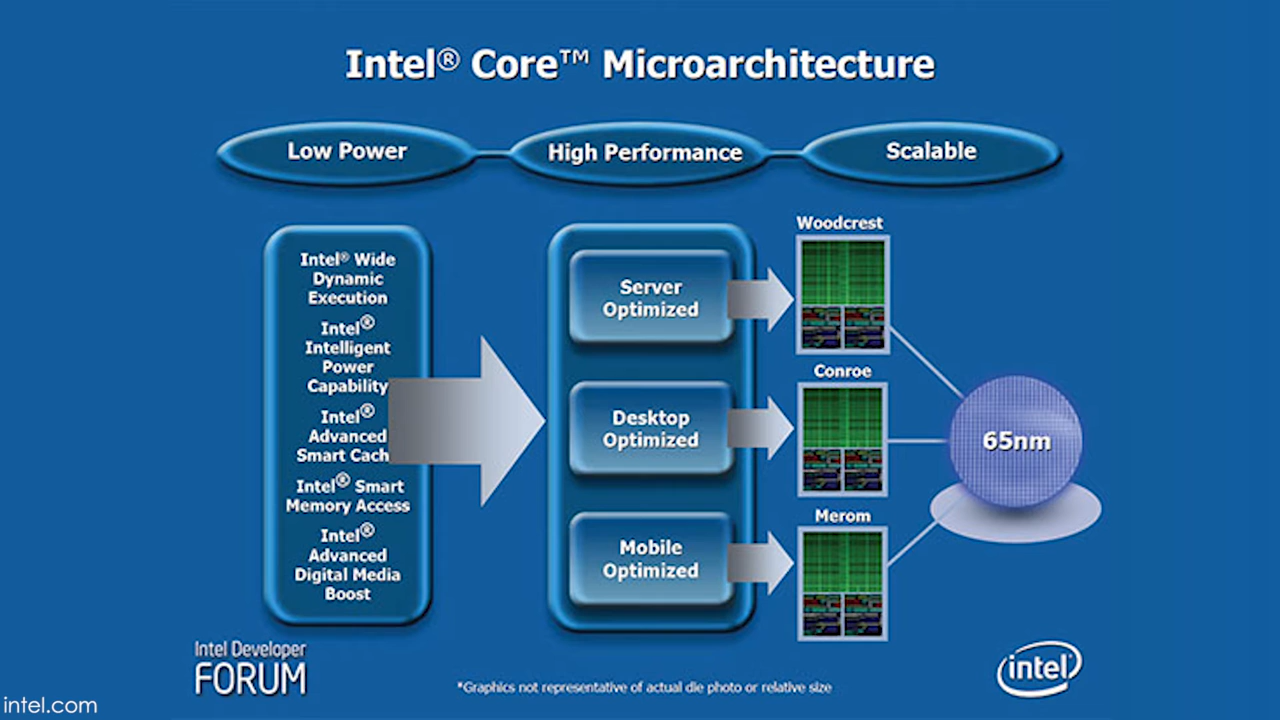 Intel® Core™ Microarchitecture
Low Power
High Performance
Scalable
Intel® Wide
Dynamic
Execution
Intel®
Intelligent
Power
Capability
Intel®
Advanced
Smart Cach
Intel® Smart
Memory Access
Intel®
Advanced
Digital Media
Boost
Server
Optimized
Desktop
Optimized
Mobile
Optimized
Woodcrest
Conroe
Merom
65nm
Intel Developer
FORUM
*Graphics not representative of actual die photo or relative size
intel®
intel.com